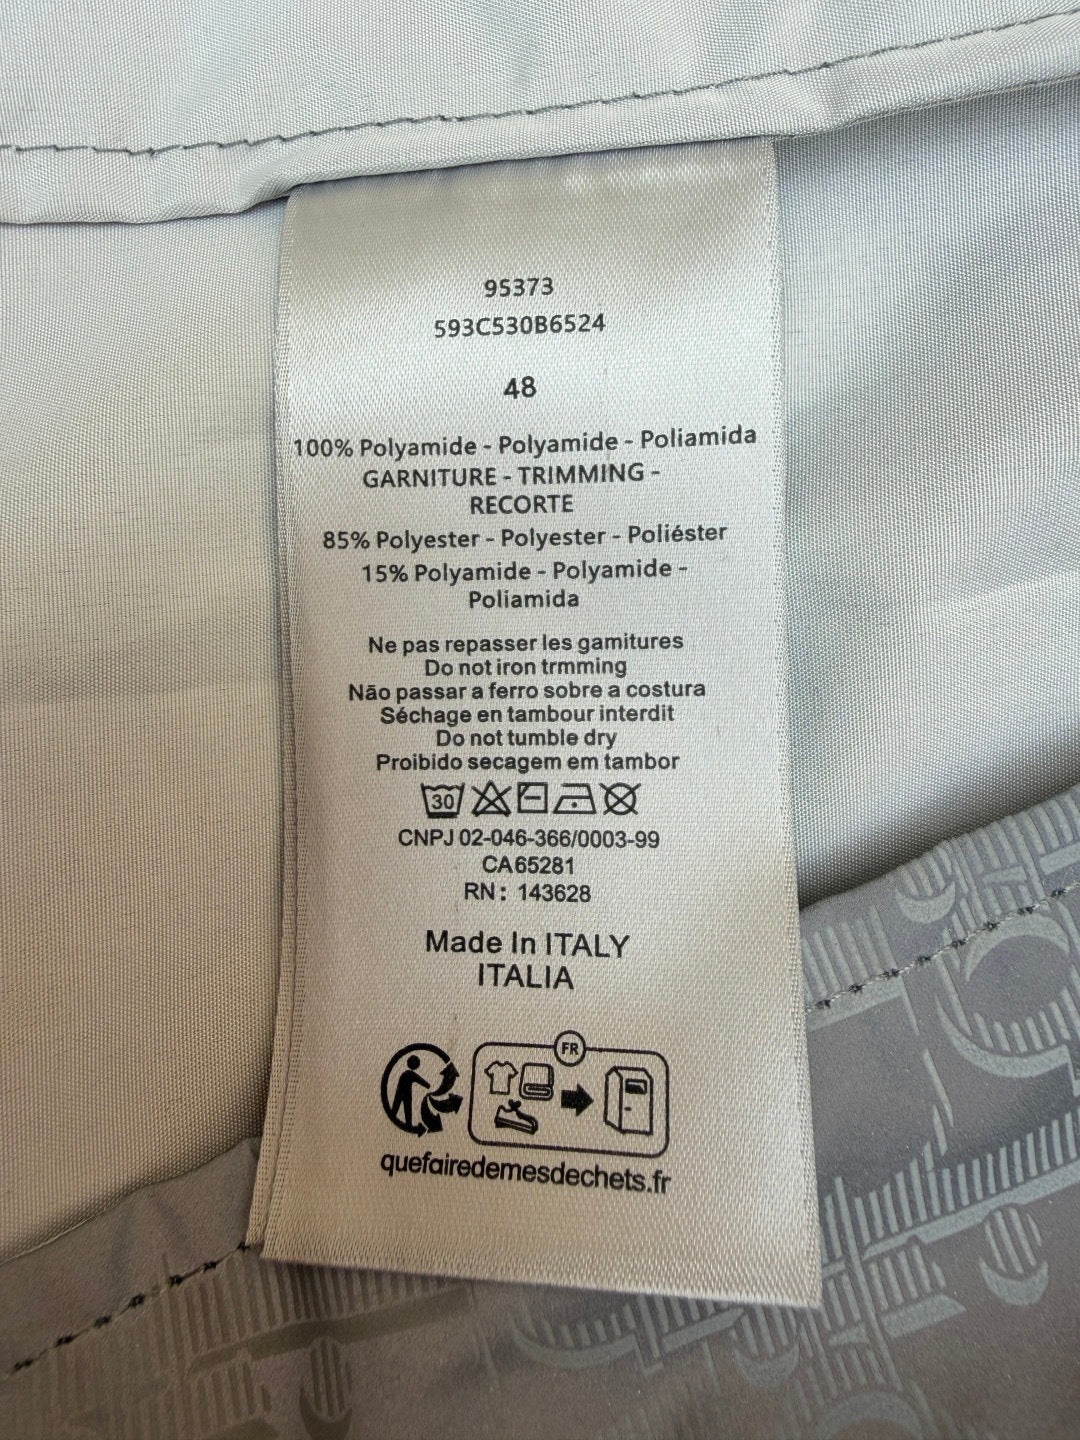 95373
593C530B6524
48
100% Polyamide - Polyamide - Poliamida
GARNITURE - TRIMMING -
RECORTE
85% Polyester - Polyester - Poliéster
15% Polyamide - Polyamide -
Poliamida
Ne pas repasser les gamitures
Do not iron trmming
Não passar a ferro sobre a costura
Séchage en tambour interdit
Do not tumble dry
Proibido secagem em tambor
30
CNPJ 02-046-366/0003-99
CA65281
RN: 143628
Made In ITALY
ITALIA
FR
quefairedemesdechets.fr